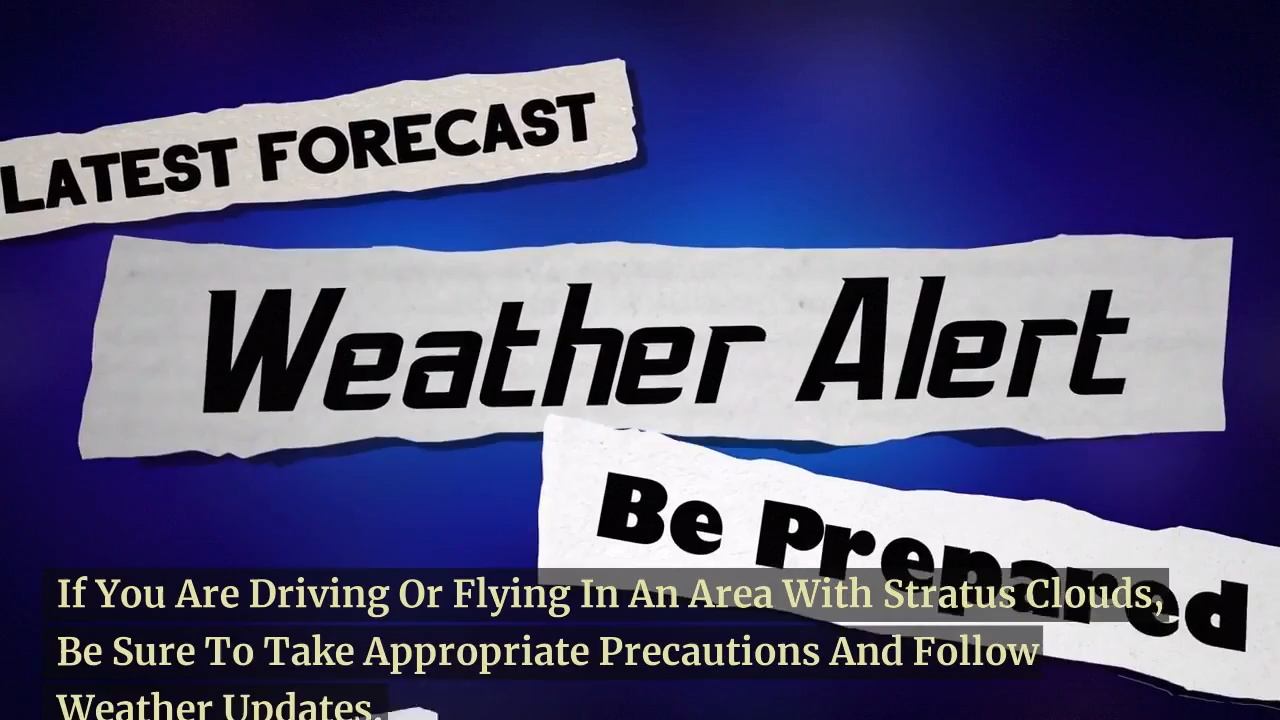 LATEST FORECAST
Weather Alert
Be Prepared
If You Are Driving Or Flying In An Area With Stratus Clouds,
Be Sure To Take Appropriate Precautions And Follow
Weather Updates.